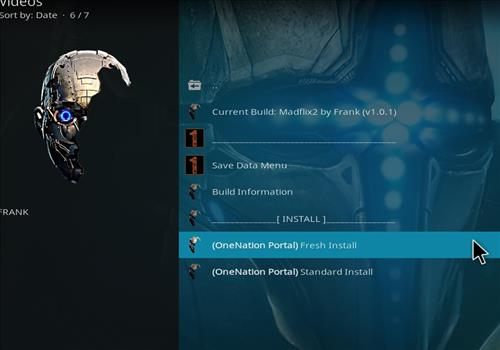 Videos
Sort by: Date · 6 / 7
..
Current Build: Madflix2 by Frank (v1.0.1)
Save Data Menu
Build Information
FRANK
[ INSTALL ]
(OneNation Portal) Fresh Install
(OneNation Portal) Standard Install